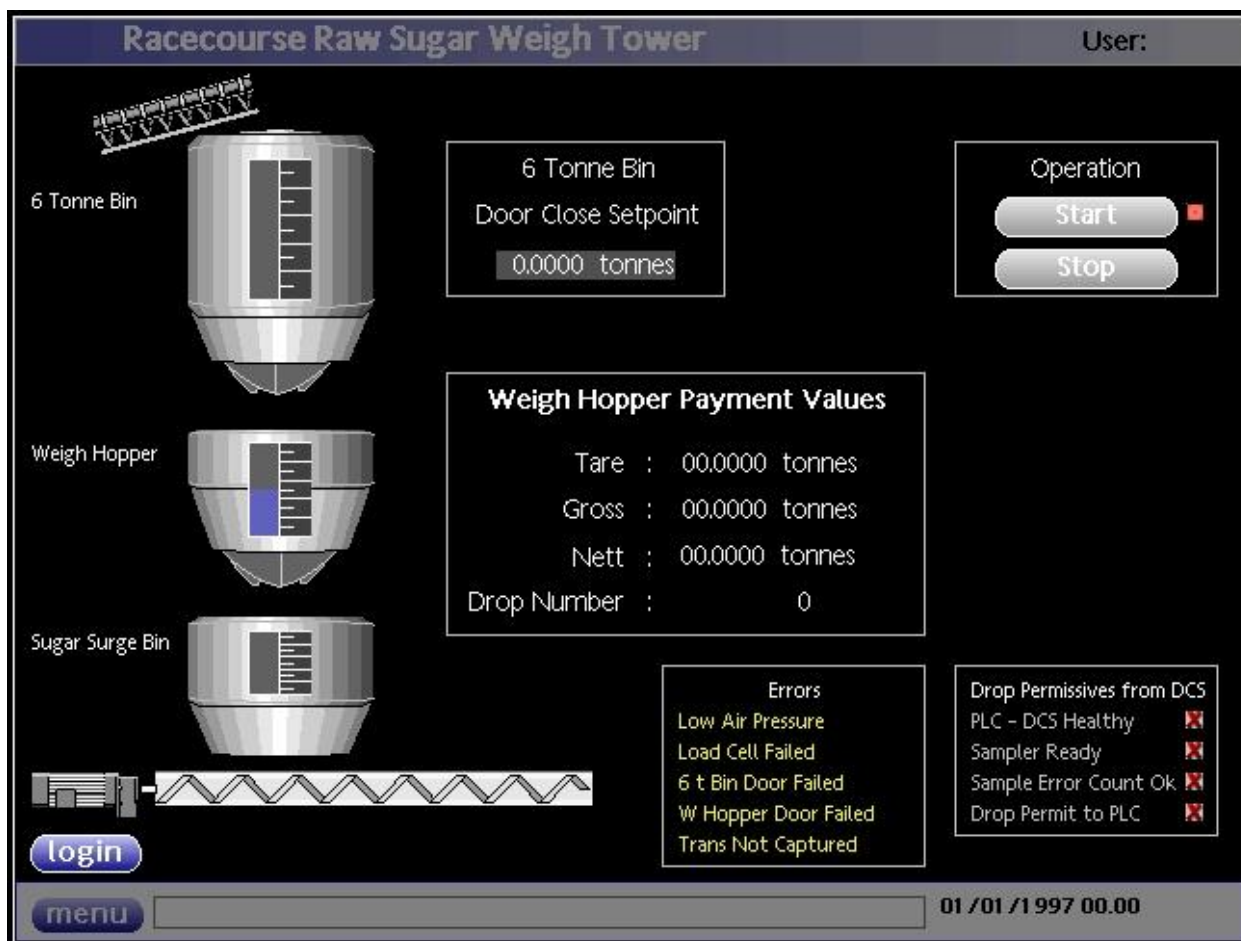 Racecourse Raw Sugar Weigh Tower
User:
6 Tonne Bin
6 Tonne Bin
Door Close Setpoint
0.0000 tonnes
Operation
Start
Stop
Weigh Hopper
Weigh Hopper Payment Values
Tare : 00.0000 tonnes
Gross : 00.0000 tonnes
Nett : 00.0000 tonnes
Drop Number : 0
Sugar Surge Bin
Errors
Low Air Pressure
Load Cell Failed
6 t Bin Door Failed
W Hopper Door Failed
Trans Not Captured
Drop Permissives from DCS
PLC - DCS Healthy
Sampler Ready
Sample Error Count Ok
Drop Permit to PLC
login
menu
01/01/1997 00.00